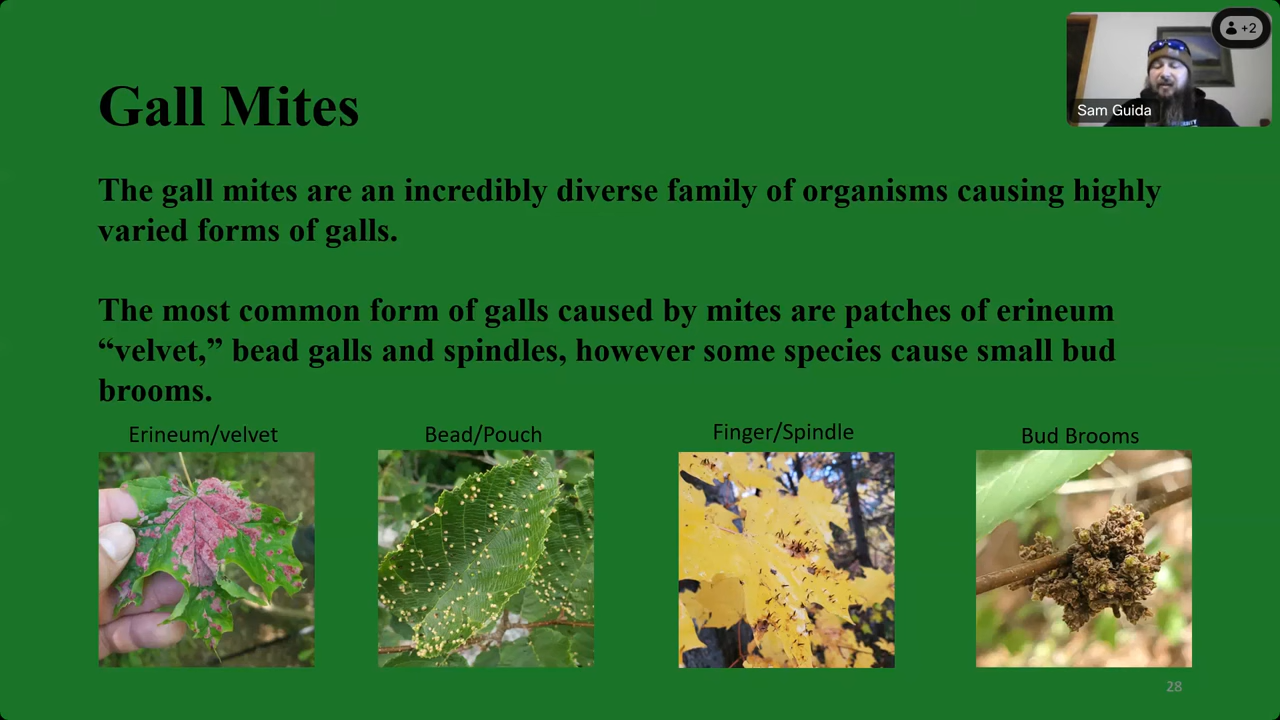 +2
Sam Guida
Gall Mites
The gall mites are an incredibly diverse family of organisms causing highly
varied forms of galls.
The most common form of galls caused by mites are patches of erineum
“velvet,” bead galls and spindles, however some species cause small bud
brooms.
Erineum/velvet
Bead/Pouch
Finger/Spindle
Bud Brooms
28